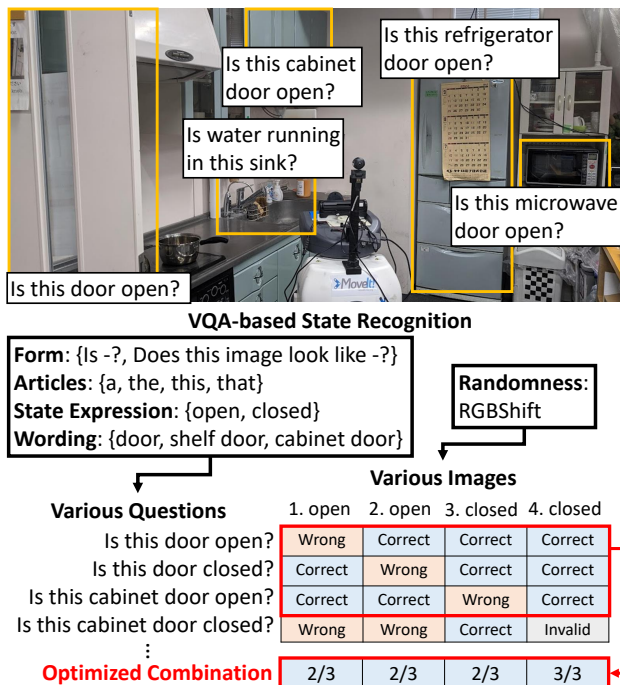 Is this refrigerator
door open?
Is this cabinet
door open?
Is water running
in this sink?
Is this microwave
door open?
Is this door open?
MoveIt!
VQA-based State Recognition
Form: {Is -?, Does this image look like -?}
Articles: {a, the, this, that}
State Expression: {open, closed}
Wording: {door, shelf door, cabinet door}
Randomness:
RGBShift
Various Images
Various Questions 1. open 2. open 3. closed 4. closed
Is this door open? Wrong Correct Correct Correct
Is this door closed? Correct Wrong Correct Correct
Is this cabinet door open? Correct Correct Wrong Correct
Is this cabinet door closed? Wrong Wrong Correct Invalid
⋮
Optimized Combination 2/3 2/3 2/3 3/3